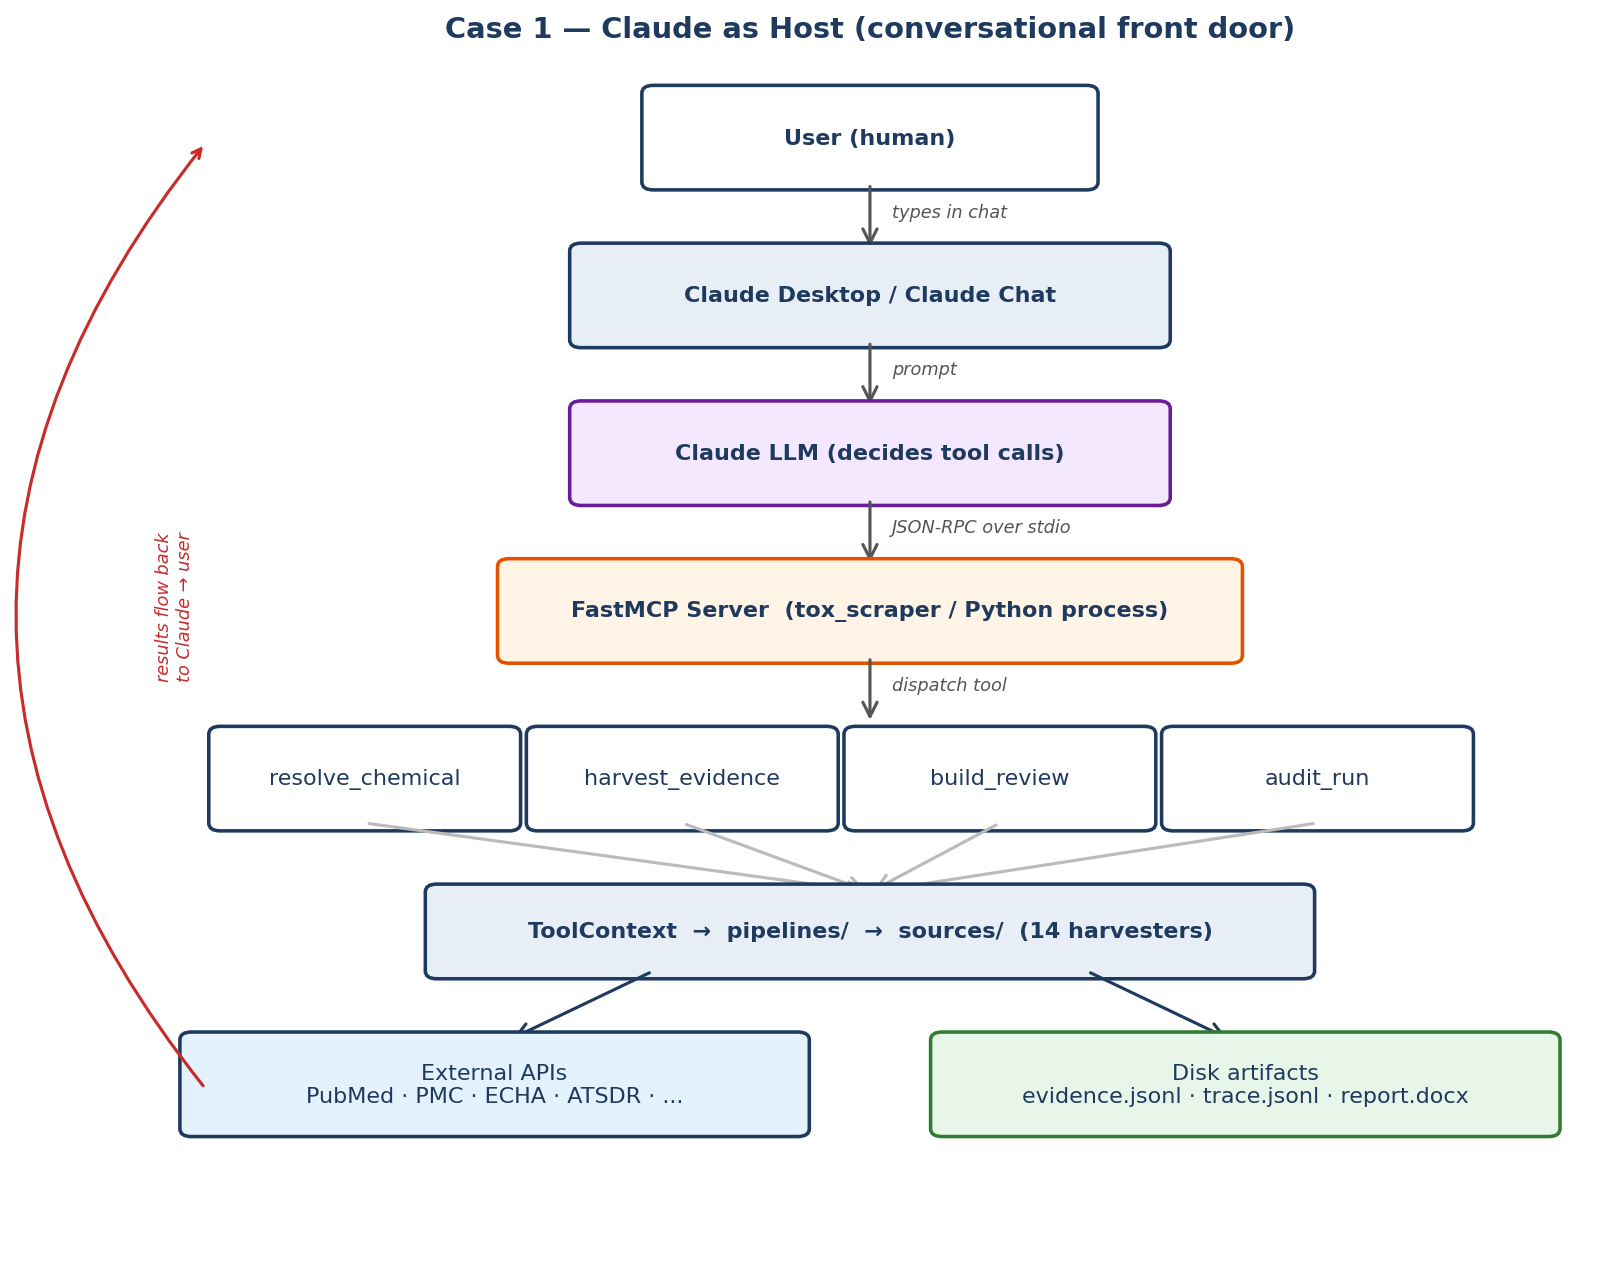 Case 1 — Claude as Host (conversational front door)
User (human)
types in chat
Claude Desktop / Claude Chat
prompt
Claude LLM (decides tool calls)
JSON-RPC over stdio
results flow back
to Claude → user
FastMCP Server  (tox_scraper / Python process)
dispatch tool
resolve_chemical
harvest_evidence
build_review
audit_run
ToolContext  →  pipelines/  →  sources/  (14 harvesters)
External APIs
PubMed · PMC · ECHA · ATSDR · ...
Disk artifacts
evidence.jsonl · trace.jsonl · report.docx